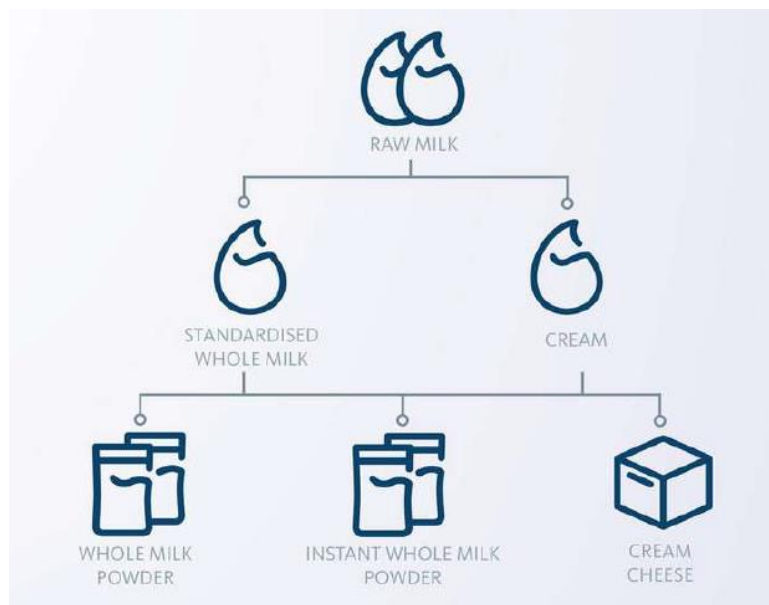 RAW MILK
STANDARDISED
WHOLE MILK
CREAM
WHOLE MILK
POWDER
INSTANT WHOLE MILK
POWDER
CREAM
CHEESE